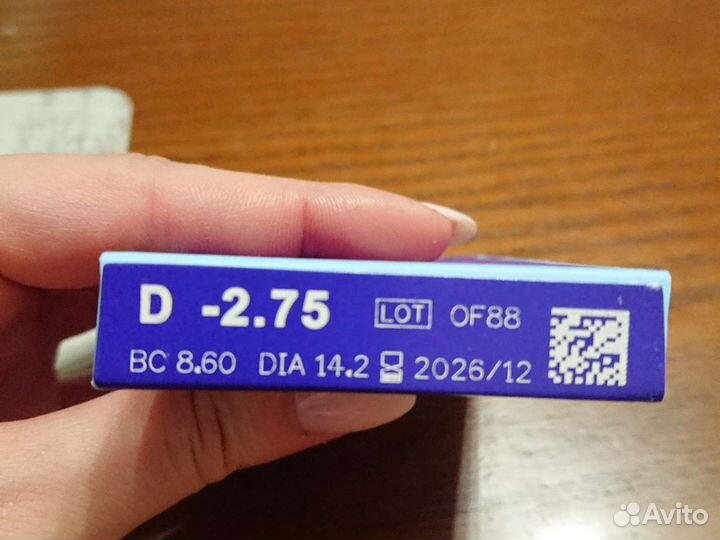 D -2.75 LOT OF88
BC 8.60 DIA 14.2 2026/12
Avito